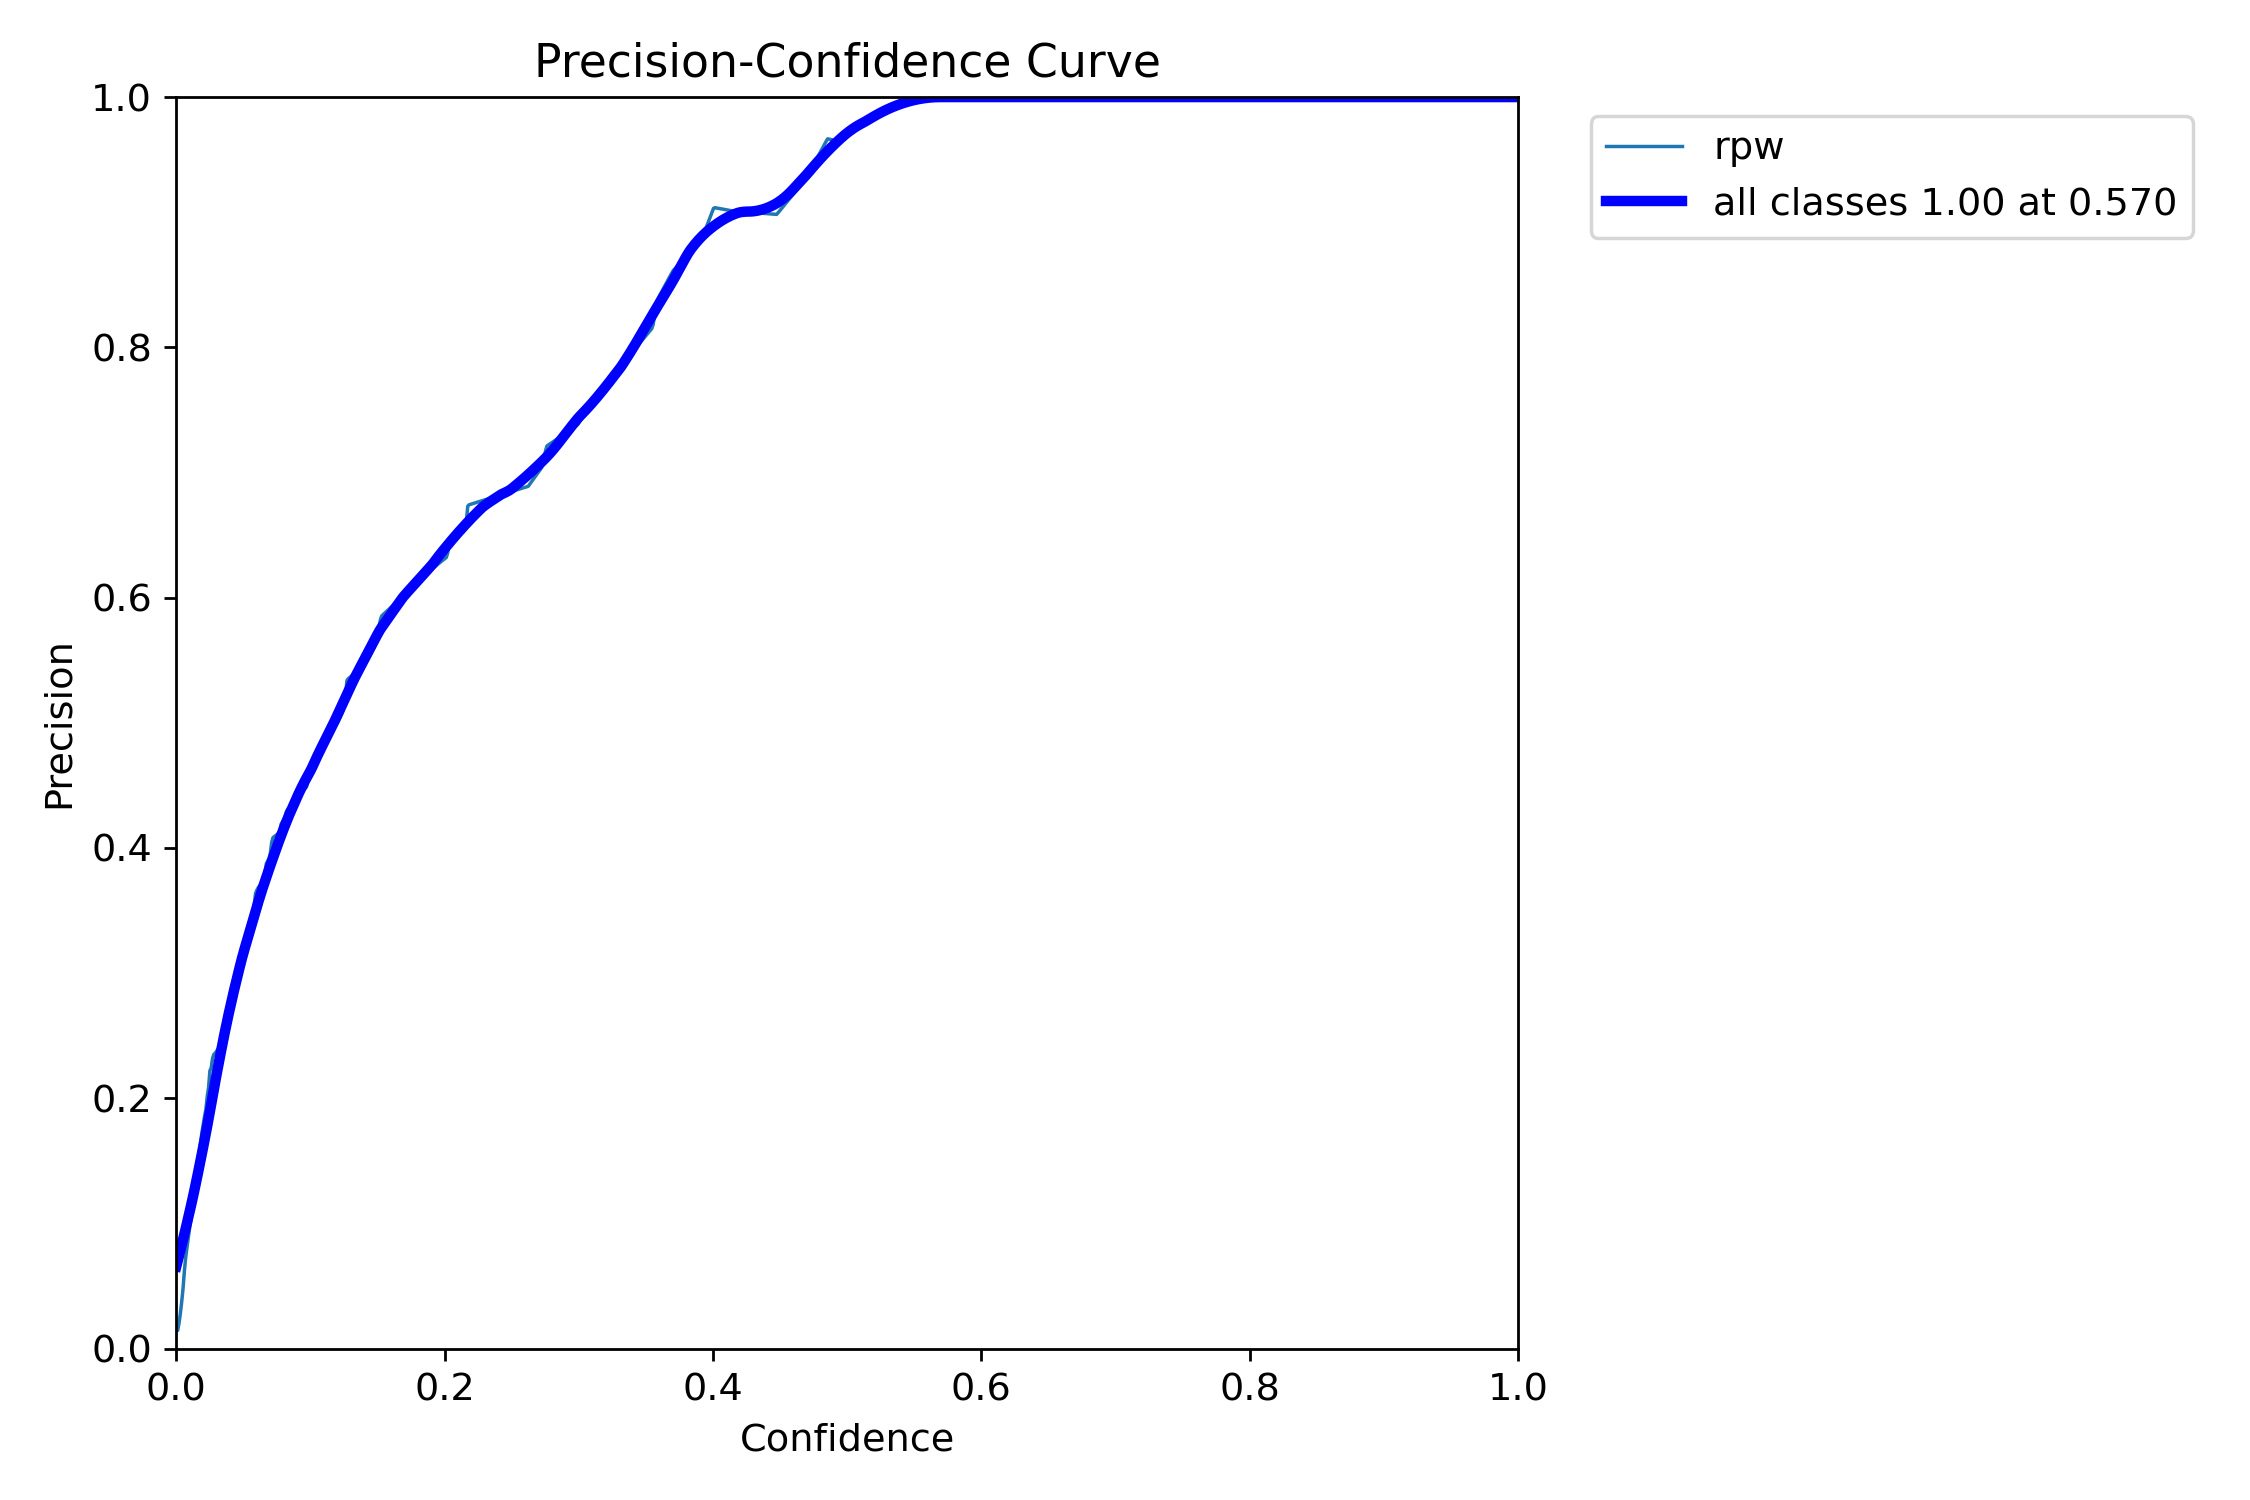 Precision-Confidence Curve
1.0
0.8
0.6
0.4
0.2
0.0
Precision
0.0 0.2 0.4 0.6 0.8 1.0
Confidence
rpw
all classes 1.00 at 0.570